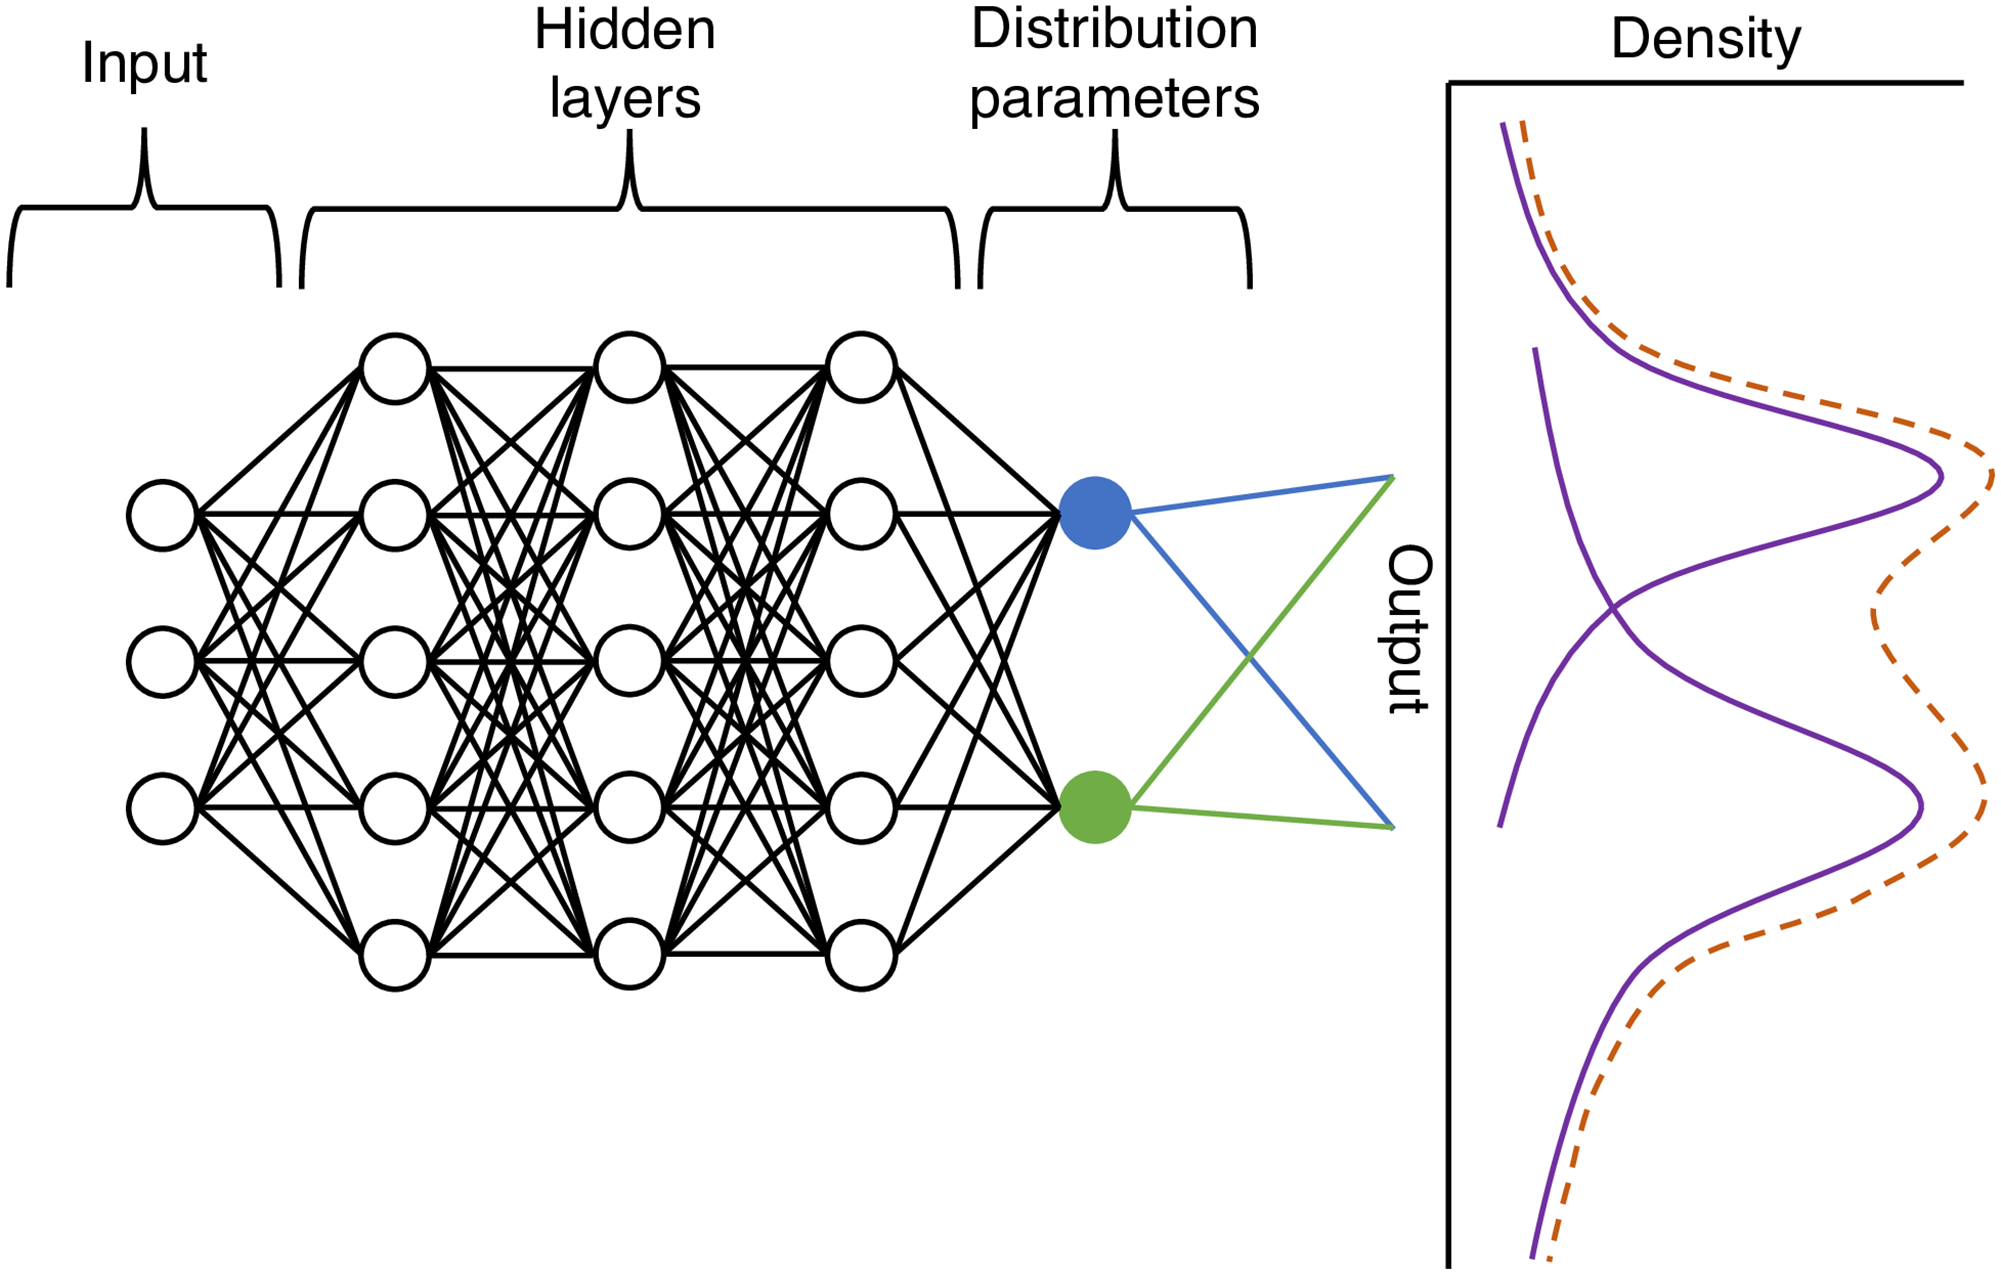 Input
Hidden
layers
Distribution
parameters
Density
Output